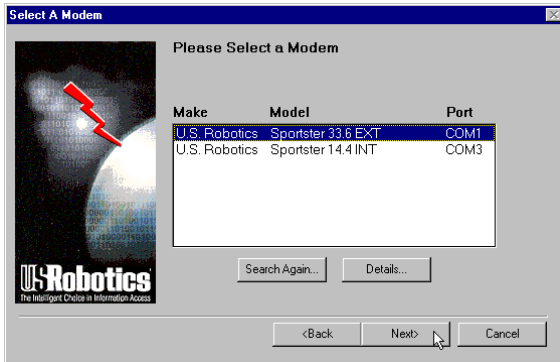 Select A Modem
Please Select a Modem
Make Model Port
U.S. Robotics Sportster 33.6 EXT COM1
U.S. Robotics Sportster 14.4 INT COM3
Search Again... Details...
USRobotics
The Intelligent Choice in Information Access
<Back Next> Cancel